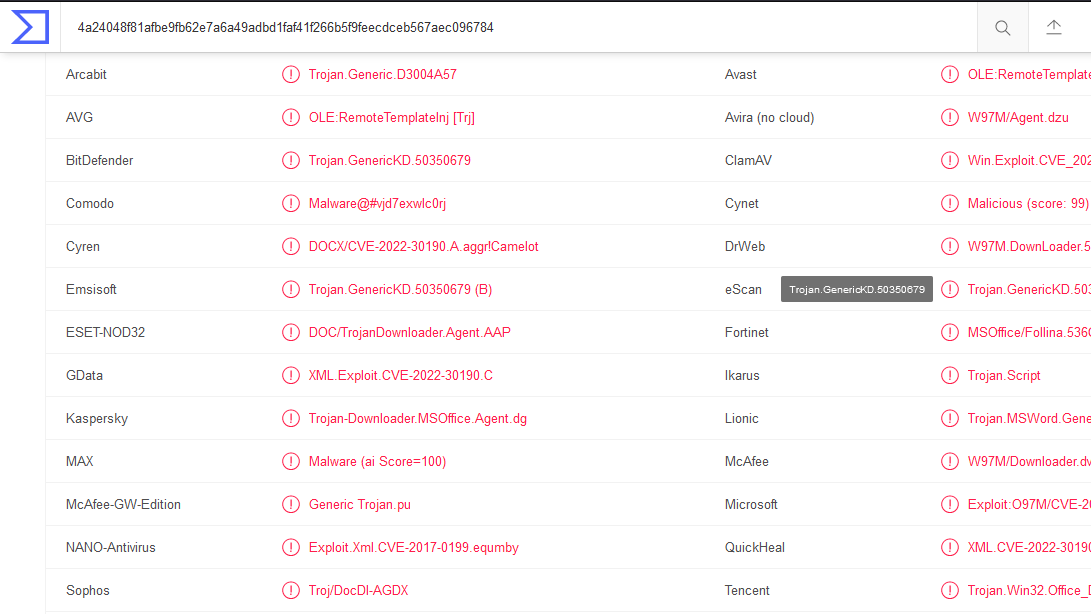 4a24048f81afbe9fb62e7a6a49adbd1faf41f266b5f9feecdceb567aec096784
Arcabit Trojan.Generic.D3004A57 Avast OLE:RemoteTemplate
AVG OLE:RemoteTemplateInj [Trj] Avira (no cloud) W97M/Agent.dzu
BitDefender Trojan.GenericKD.50350679 ClamAV Win.Exploit.CVE_202
Comodo Malware@#vjd7exwlc0rj Cynet Malicious (score: 99)
Cyren DOCX/CVE-2022-30190.A.aggr!Camelot DrWeb W97M.DownLoader.5
Emsisoft Trojan.GenericKD.50350679 (B) eScan Trojan.GenericKD.50350679 Trojan.GenericKD.503
ESET-NOD32 DOC/TrojanDownloader.Agent.AAP Fortinet MSOffice/Follina.536
GData XML.Exploit.CVE-2022-30190.C Ikarus Trojan.Script
Kaspersky Trojan-Downloader.MSOffice.Agent.dg Lionic Trojan.MSWord.Gene
MAX Malware (ai Score=100) McAfee W97M/Downloader.dv
McAfee-GW-Edition Generic Trojan.pu Microsoft Exploit:O97M/CVE-20
NANO-Antivirus Exploit.Xml.CVE-2017-0199.equmby QuickHeal XML.CVE-2022-3019
Sophos Troj/DocDl-AGDX Tencent Trojan.Win32.Office_